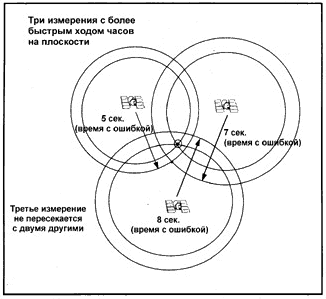 Три измерения с более
быстрым ходом часов
на плоскости
5 сек.
(время с ошибкой)
7 сек.
(время с ошибкой)
Третье измерение
не пересекается
с двумя другими
8 сек.
(время с ошибкой)